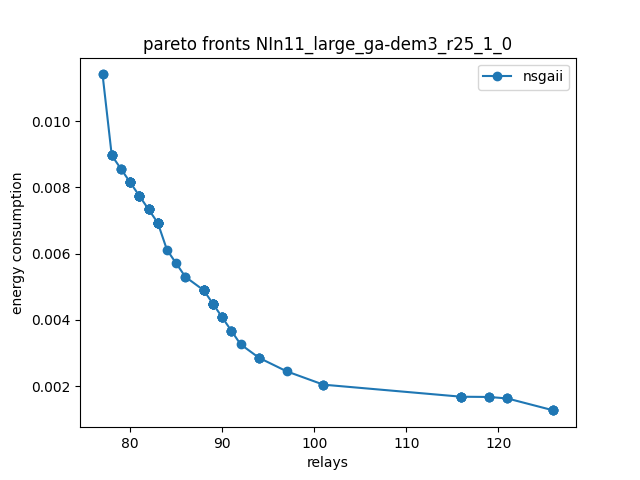 pareto fronts NIn11_large_ga-dem3_r25_1_0
nsgaii
energy consumption
0.010
0.008
0.006
0.004
0.002
80 90 100 110 120
relays